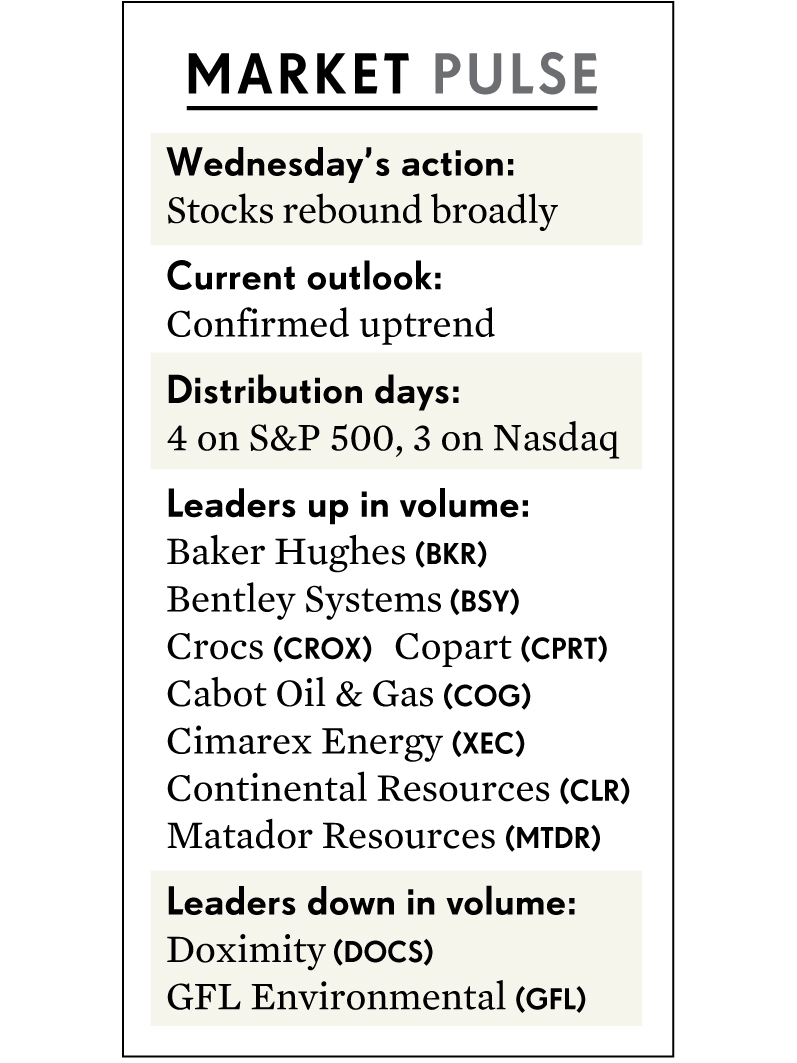 MARKET PULSE
Wednesday’s action:
Stocks rebound broadly
Current outlook:
Confirmed uptrend
Distribution days:
4 on S&P 500, 3 on Nasdaq
Leaders up in volume:
Baker Hughes (BKR)
Bentley Systems (BSY)
Crocs (CROX) Copart (CPRT)
Cabot Oil & Gas (COG)
Cimarex Energy (XEC)
Continental Resources (CLR)
Matador Resources (MTDR)
Leaders down in volume:
Doximity (DOCS)
GFL Environmental (GFL)